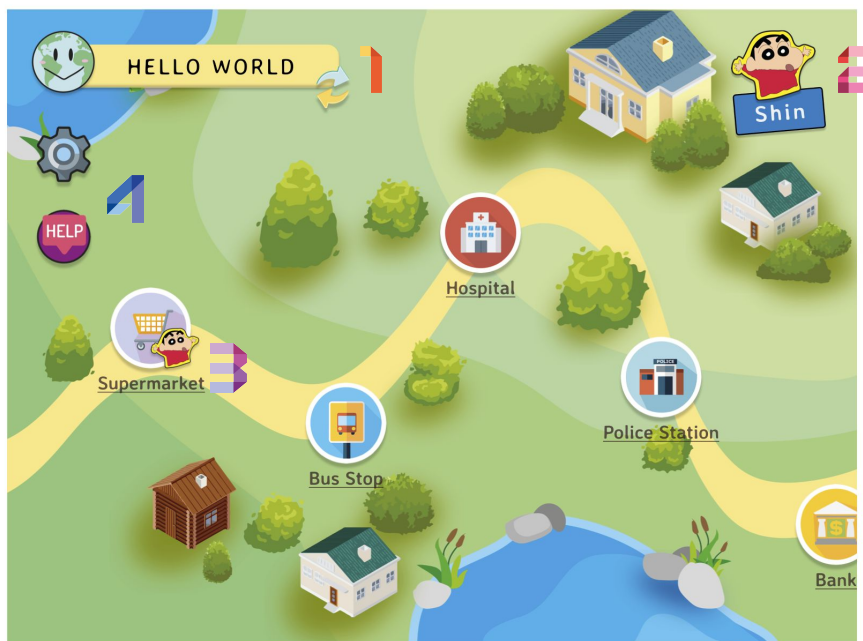 HELLO WORLD
1
2
Shin
4
HELP
Hospital
Supermarket
3
POLICE
Police Station
Bus Stop
$
Bank